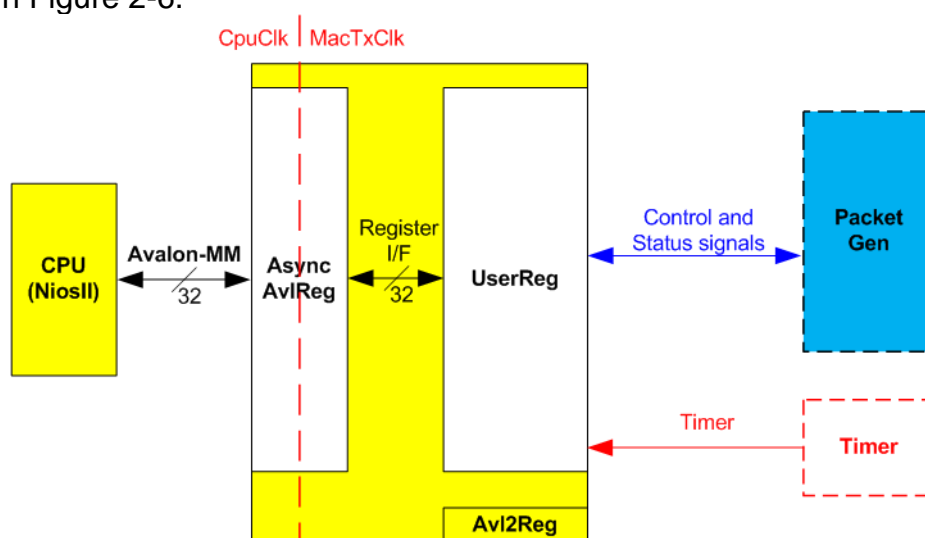 n Figure 2-6.
CpuClk MacTxClk
CPU
(NiosII)
Avalon-MM
32
Async
AvlReg
Register
I/F
32
UserReg
Control and
Status signals
Packet
Gen
Timer
Timer
Avl2Reg